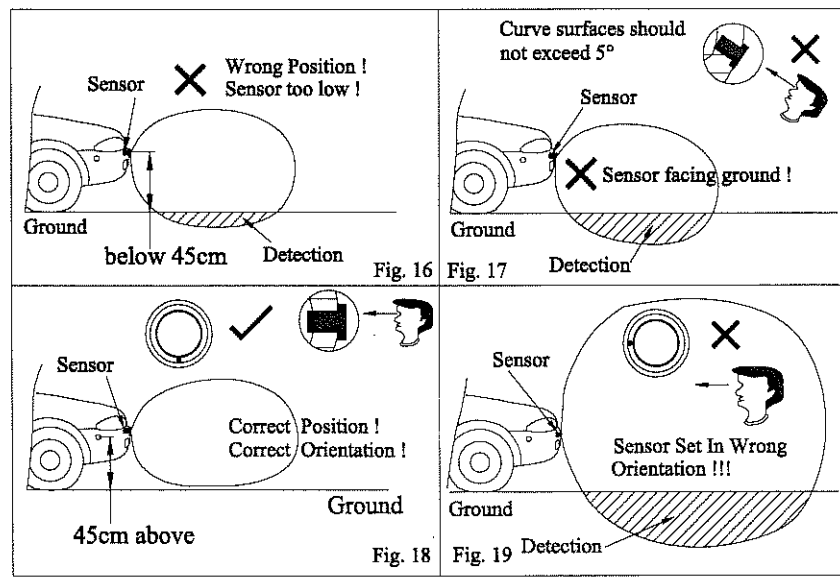 Wrong Position !
Sensor too low !
Sensor
Ground
below 45cm
Detection
Fig. 16
Curve surfaces should
not exceed 5°
Sensor
Sensor facing ground !
Ground
Detection
Fig. 17
Sensor
Correct Position !
Correct Orientation !
Ground
45cm above
Fig. 18
Sensor
Sensor Set In Wrong
Orientation !!!
Ground
Detection
Fig. 19